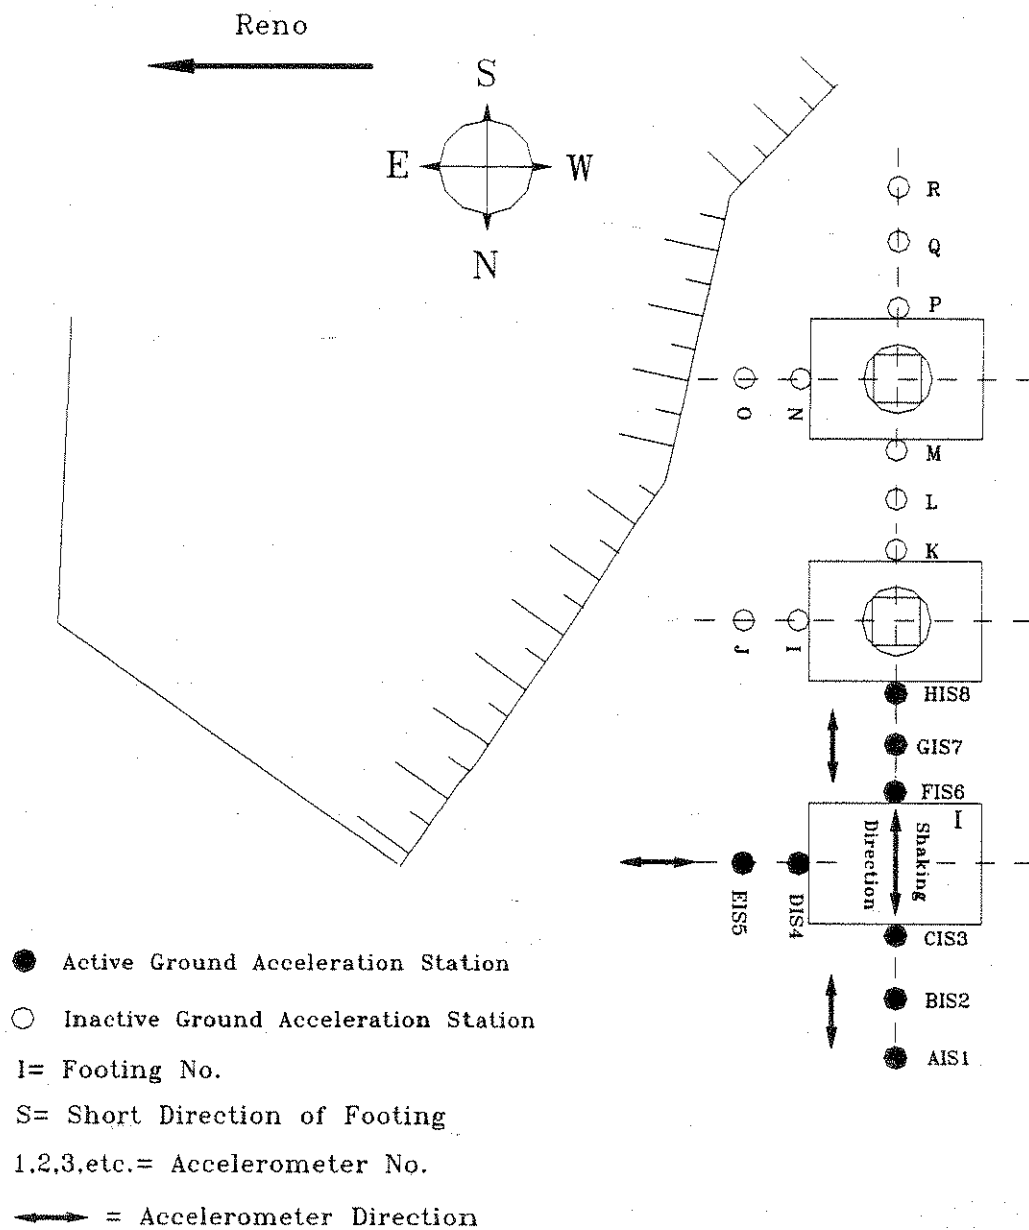 Reno
S
E W
N
R
Q
P
O N
M
L
K
J I
HIS8
GIS7
FIS6
I
Shaking
Direction
EIS5 DIS4
CIS3
BIS2
AIS1
Active Ground Acceleration Station
Inactive Ground Acceleration Station
I= Footing No.
S= Short Direction of Footing
1,2,3,etc.= Accelerometer No.
= Accelerometer Direction